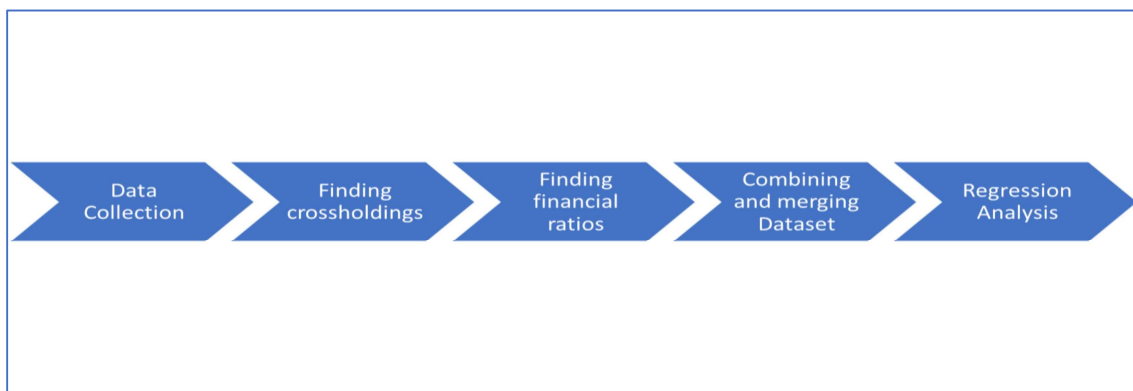 Data
Collection
Finding
crossholdings
Finding
financial
ratios
Combining
and merging
Dataset
Regression
Analysis